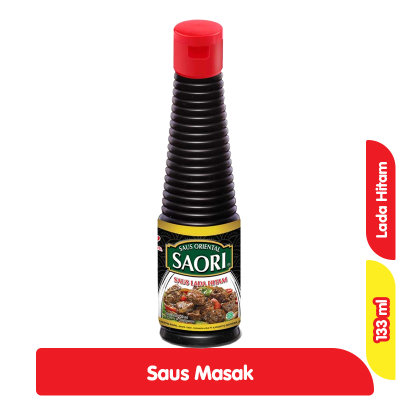 SAUS ORIENTAL
SAORI
SAUS LADA HITAM
Lada Hitam
133 ml
Saus Masak